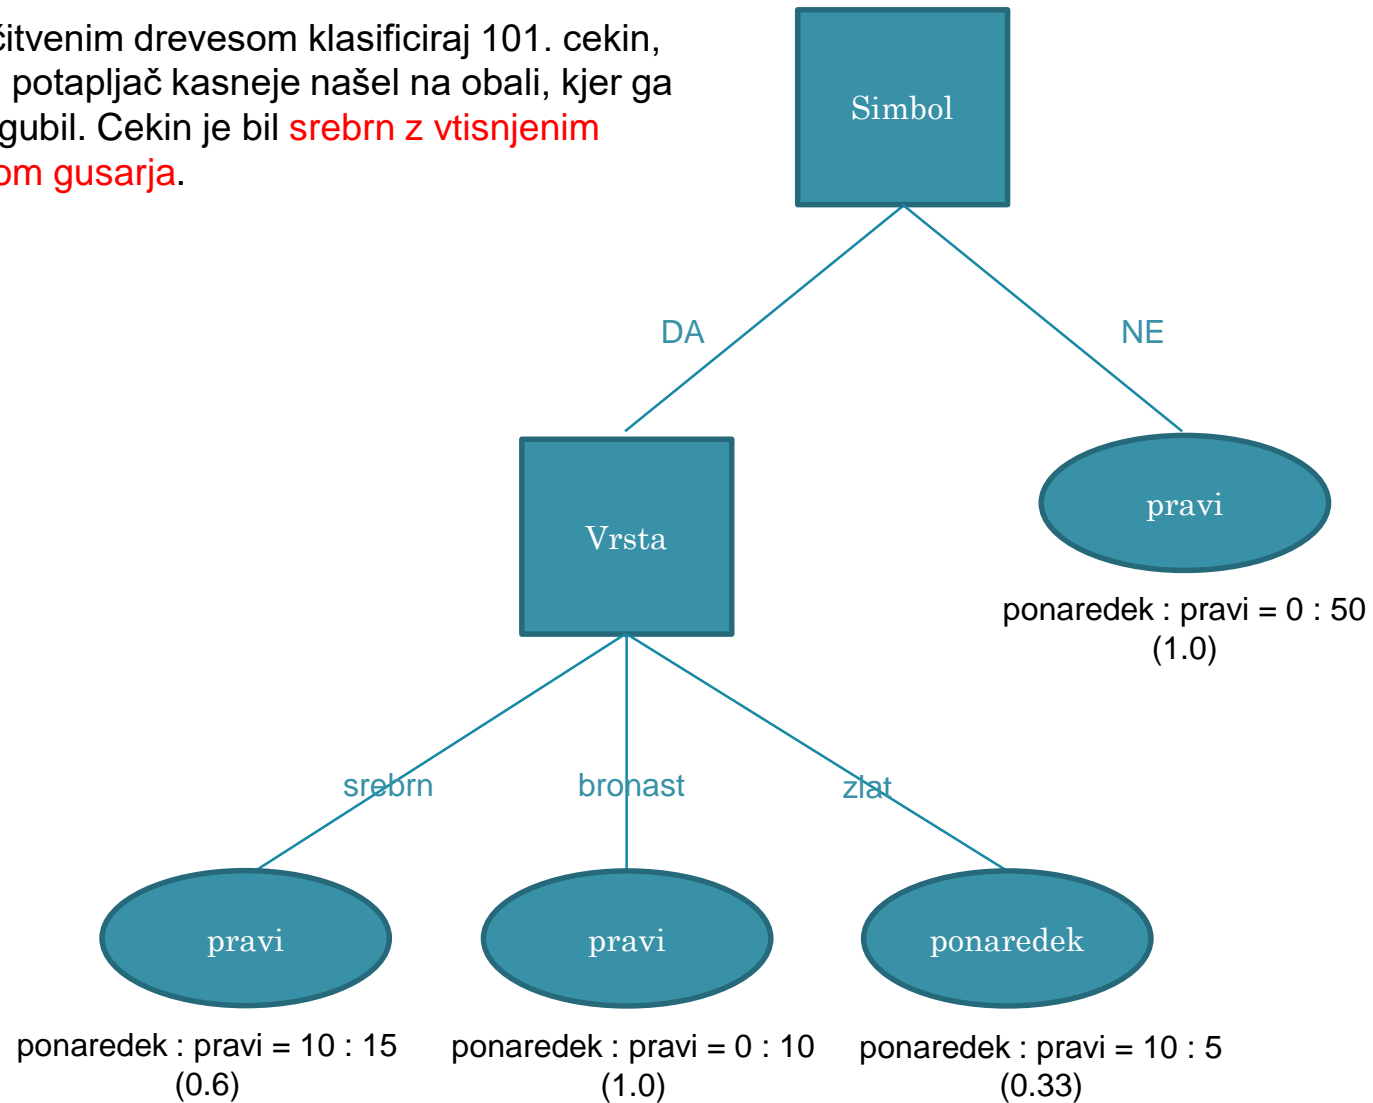 čitvenim drevesom klasificiraj 101. cekin,
potapljač kasneje našel na obali, kjer ga
gubil. Cekin je bil srebrn z vtisnjenim
om gusarja.
Simbol
DA
NE
Vrsta
pravi
ponaredek : pravi = 0 : 50
(1.0)
srebrn
bronast
zlat
pravi
pravi
ponaredek
ponaredek : pravi = 10 : 15
(0.6)
ponaredek : pravi = 0 : 10
(1.0)
ponaredek : pravi = 10 : 5
(0.33)